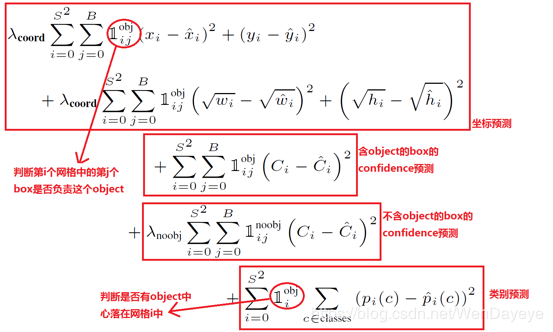 λcoord ∑_{i=0}^{S²} ∑_{j=0}^{B} 𝟙_{ij}^{obj} (x_i − x̂_i)² + (y_i − ŷ_i)²
+ λcoord ∑_{i=0}^{S²} ∑_{j=0}^{B} 𝟙_{ij}^{obj} (√w_i − √ŵ_i)² + (√h_i − √ĥ_i)²
坐标预测
判断第i个网格中的第j个
box是否负责这个object
+ ∑_{i=0}^{S²} ∑_{j=0}^{B} 𝟙_{ij}^{obj} (C_i − Ĉ_i)²
含object的box的
confidence预测
+ λnoobj ∑_{i=0}^{S²} ∑_{j=0}^{B} 𝟙_{ij}^{noobj} (C_i − Ĉ_i)²
不含object的box的
confidence预测
判断是否有object中
心落在网格i中
+ ∑_{i=0}^{S²} 𝟙_{i}^{obj} ∑_{c∈classes} (p_i(c) − p̂_i(c))²
类别预测
blog.csdn.net/WenDayeye